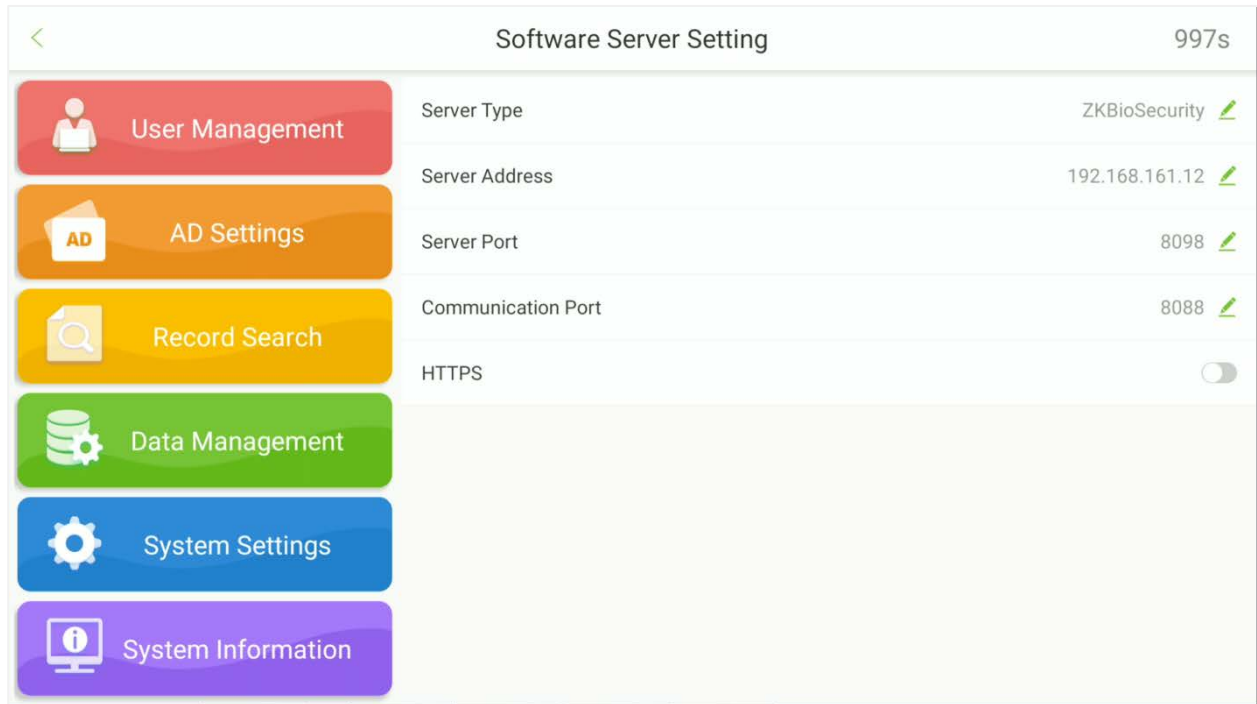 Software Server Setting 997s
User Management
AD AD Settings
Record Search
Data Management
System Settings
System Information
Server Type ZKBioSecurity
Server Address 192.168.161.12
Server Port 8098
Communication Port 8088
HTTPS